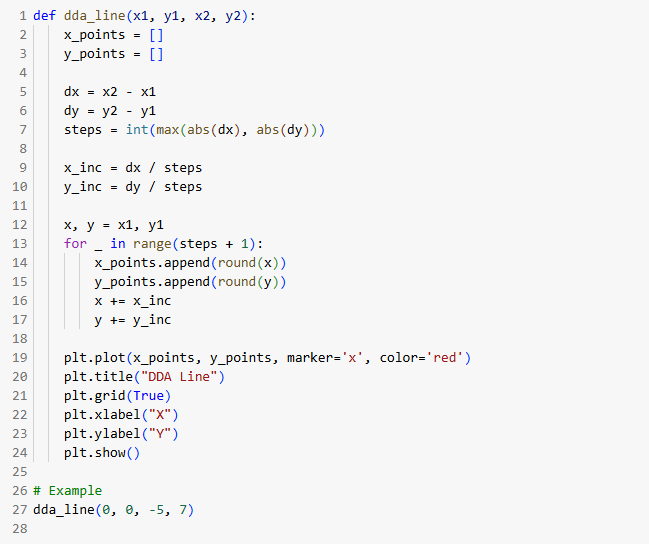 1 def dda_line(x1, y1, x2, y2):
2     x_points = []
3     y_points = []
4
5     dx = x2 - x1
6     dy = y2 - y1
7     steps = int(max(abs(dx), abs(dy)))
8
9     x_inc = dx / steps
10     y_inc = dy / steps
11
12     x, y = x1, y1
13     for _ in range(steps + 1):
14         x_points.append(round(x))
15         y_points.append(round(y))
16         x += x_inc
17         y += y_inc
18
19     plt.plot(x_points, y_points, marker='x', color='red')
20     plt.title("DDA Line")
21     plt.grid(True)
22     plt.xlabel("X")
23     plt.ylabel("Y")
24     plt.show()
25
26 # Example
27 dda_line(0, 0, -5, 7)
28